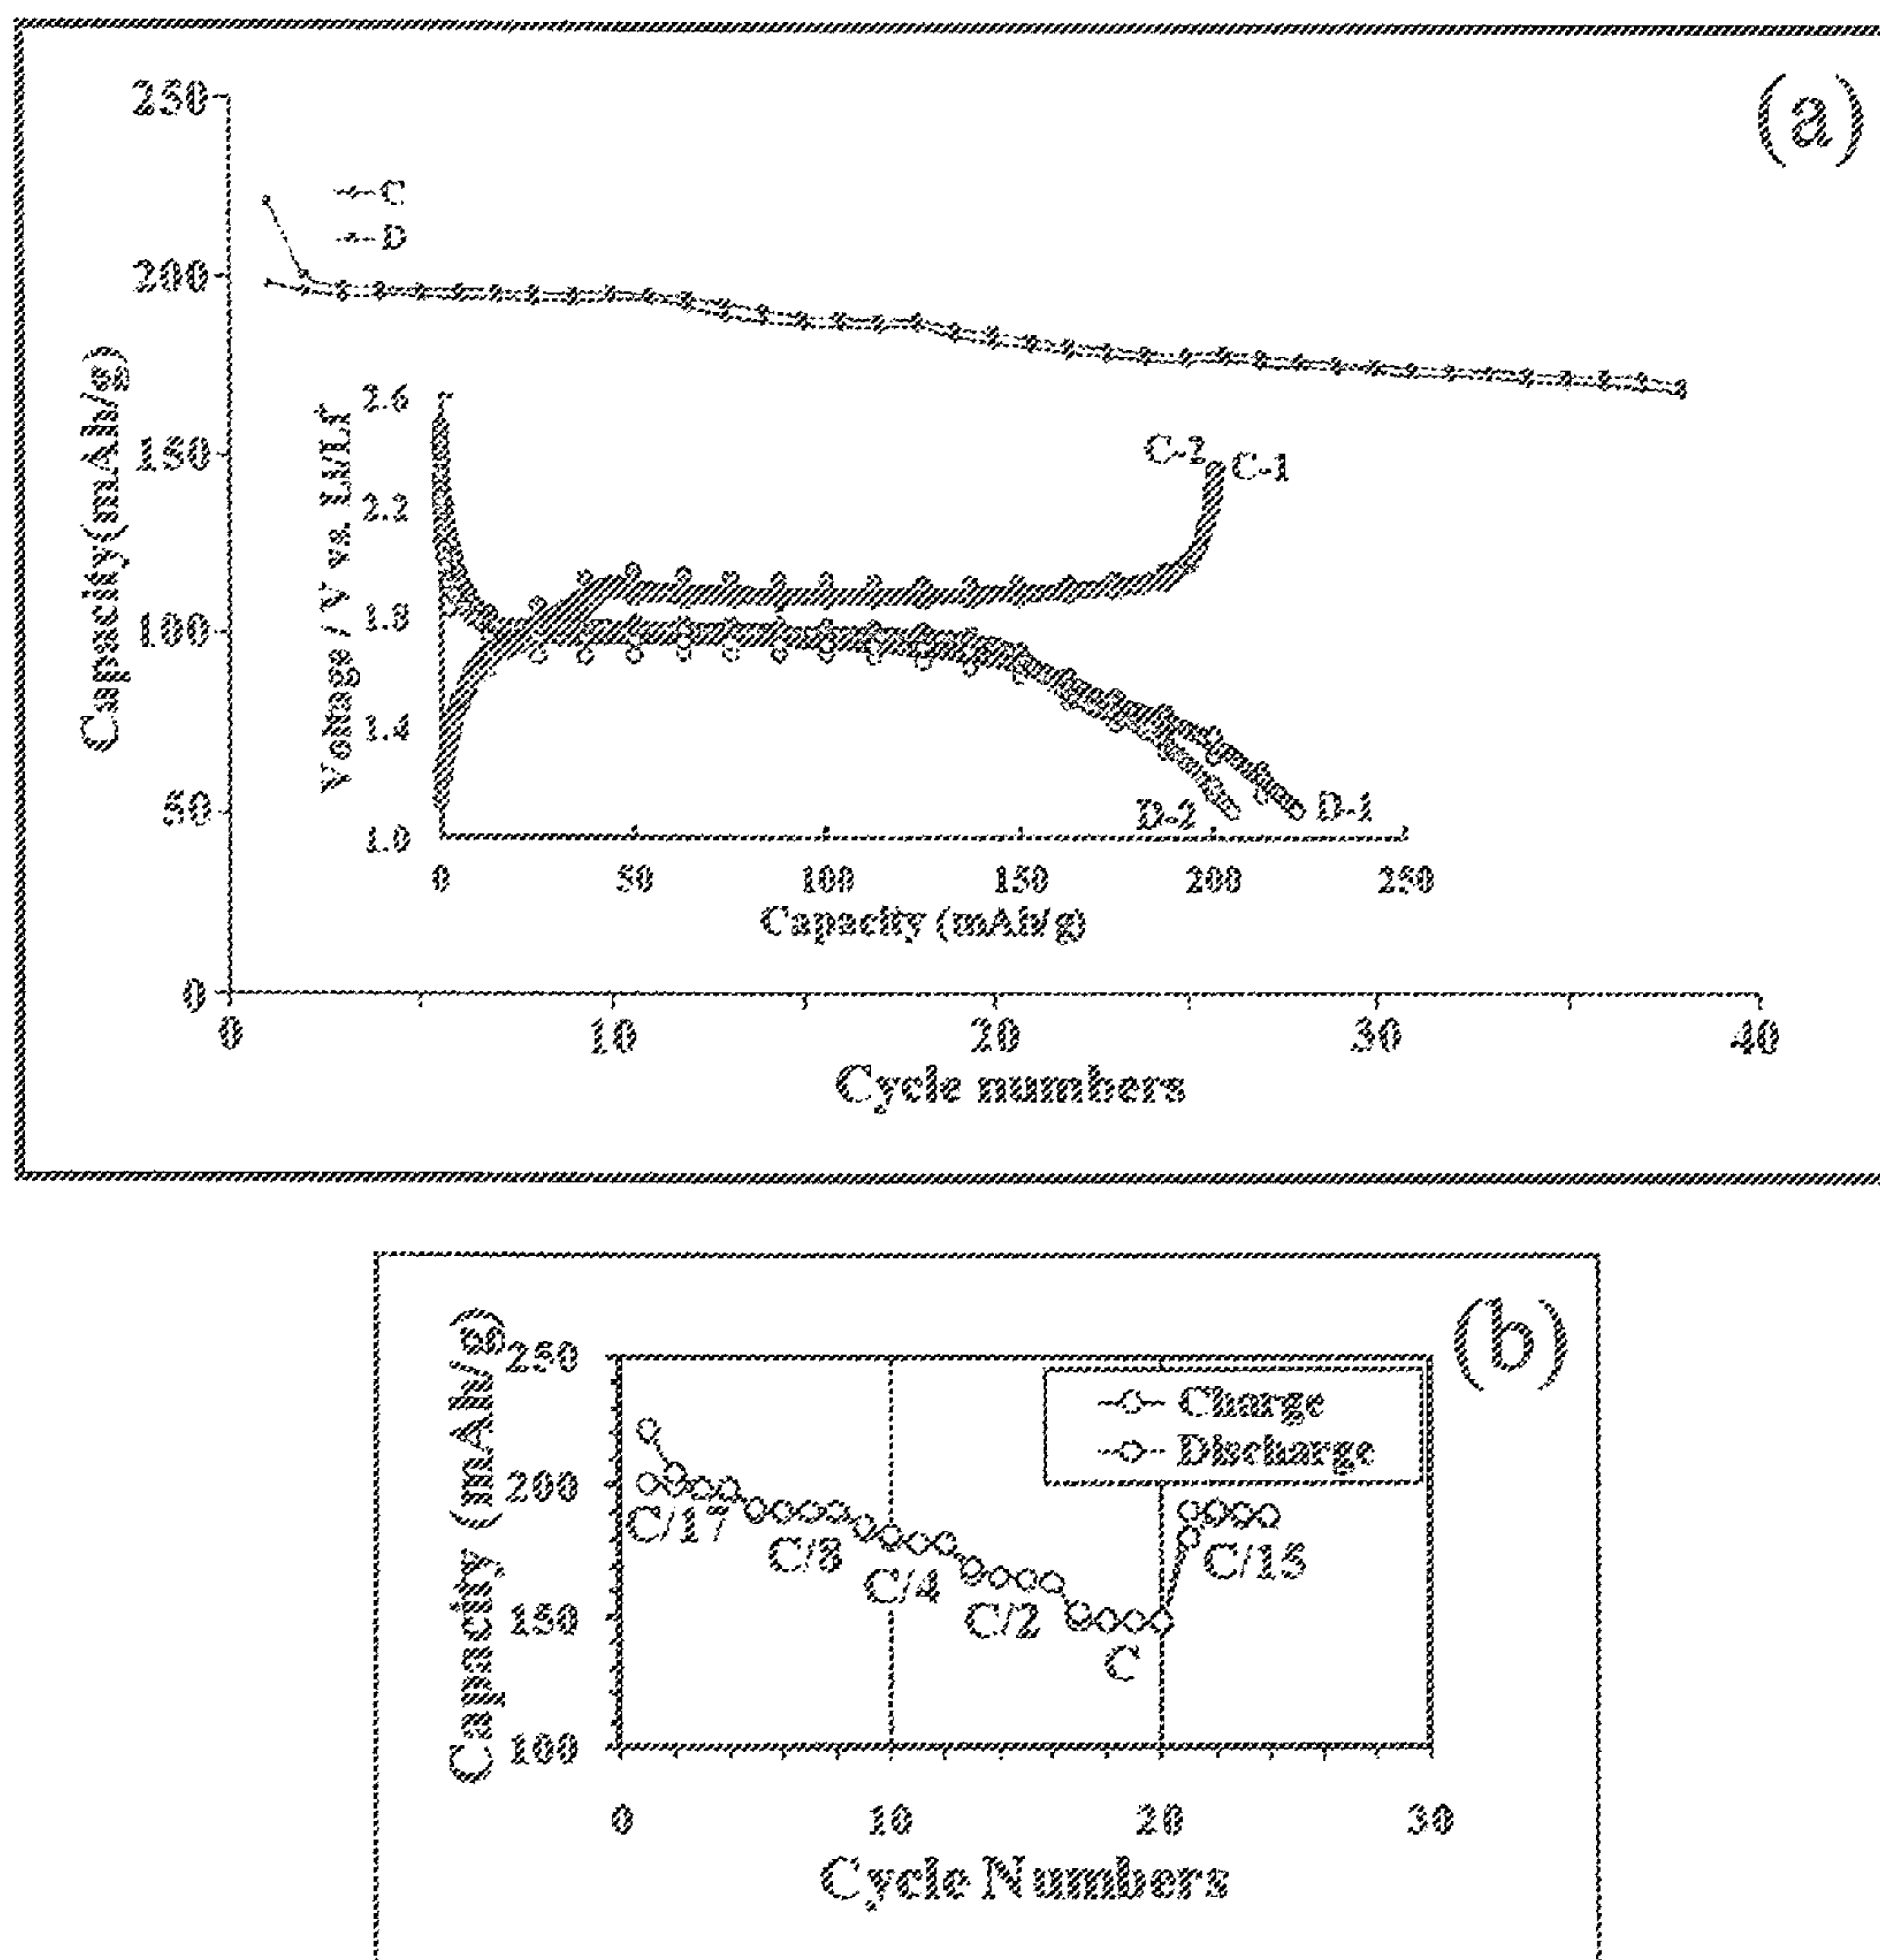 (a)
250
200
150
100
50
0
Capacity(mAh/g)
C
D
2.6
2.2
1.8
1.4
1.0
Voltage / V vs. Li/Li+
C-2
C-1
D-2
D-1
0 50 100 150 200 250
Capacity (mAh/g)
0 10 20 30 40
Cycle numbers
(b)
250
200
150
100
Capacity (mAh/g)
Charge
Discharge
C/17
C/8
C/4
C/2
C
C/15
0 10 20 30
Cycle Numbers